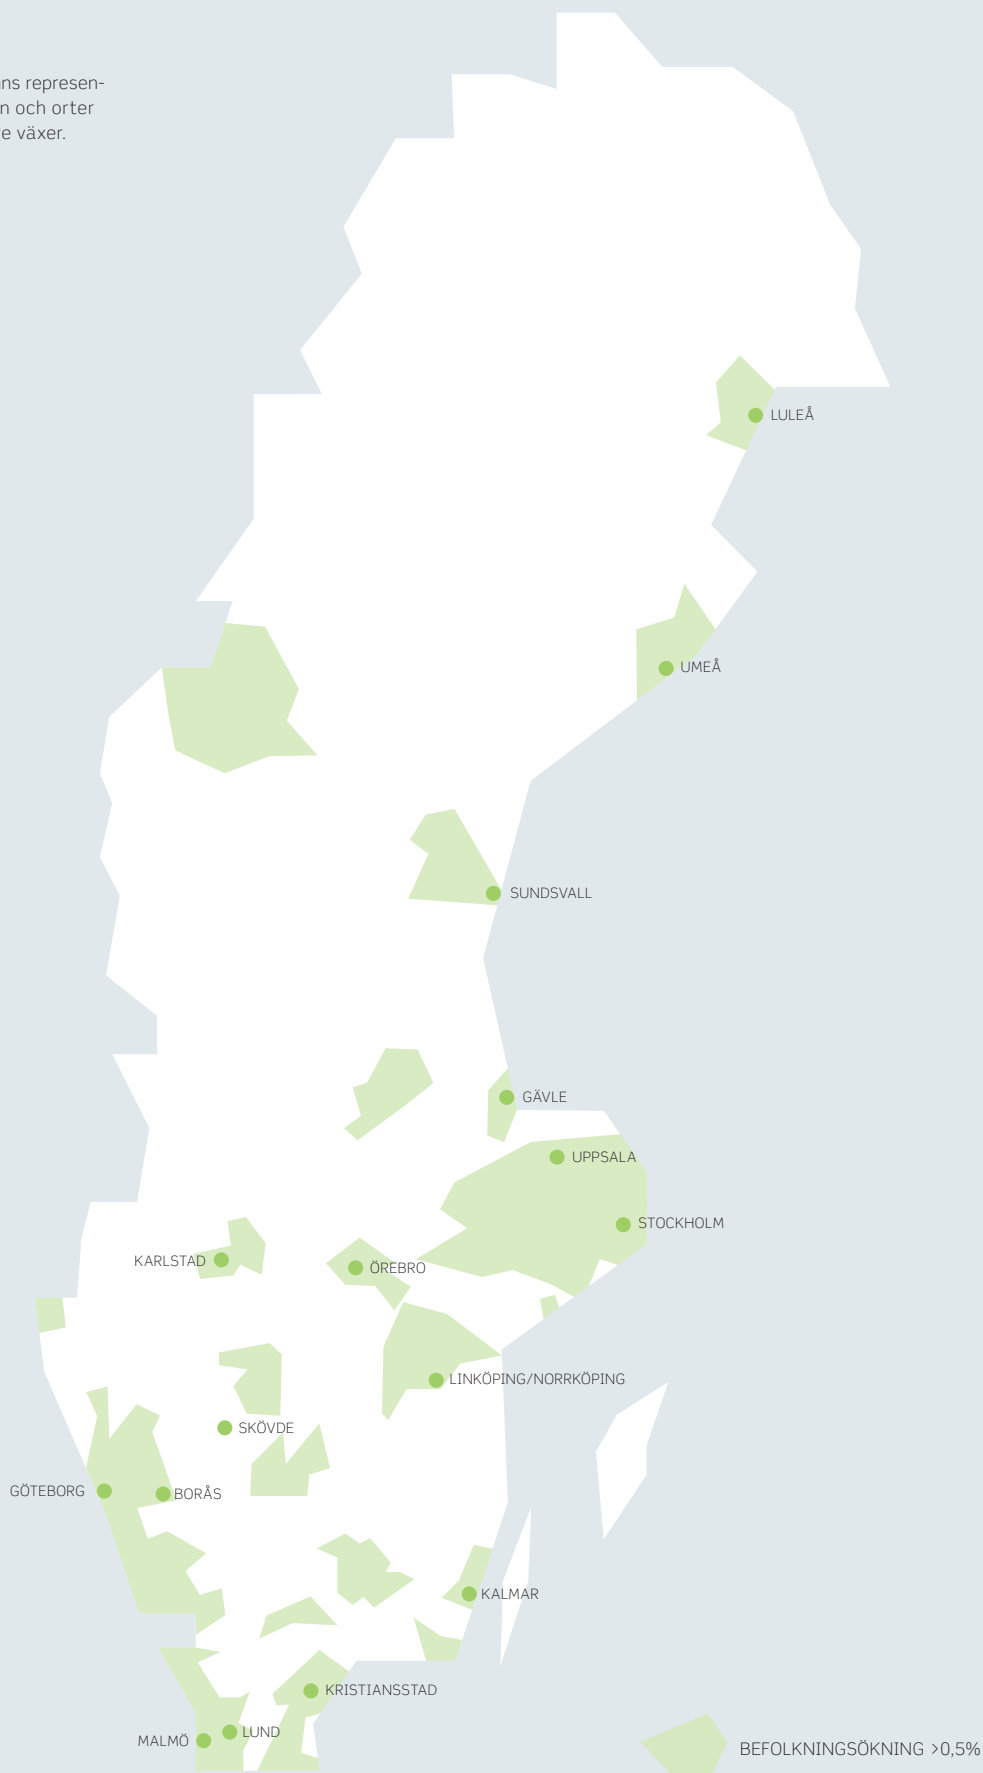 ns represen-
n och orter
e växer.
LULEÅ
UMEÅ
SUNDSVALL
GÄVLE
UPPSALA
STOCKHOLM
KARLSTAD
ÖREBRO
LINKÖPING/NORRKÖPING
SKÖVDE
GÖTEBORG
BORÅS
KALMAR
KRISTIANSSTAD
LUND
MALMÖ
BEFOLKNINGSÖKNING >0,5%